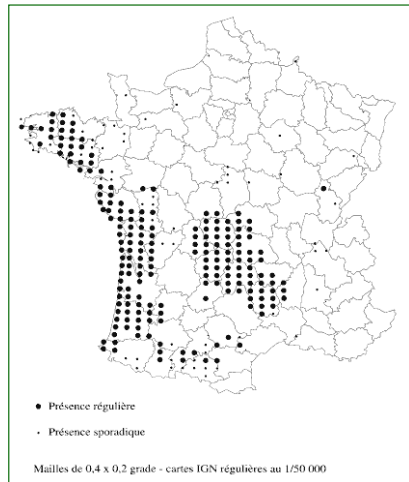 Présence régulière
Présence sporadique
Mailles de 0,4 x 0,2 grade - cartes IGN régulières au 1/50 000